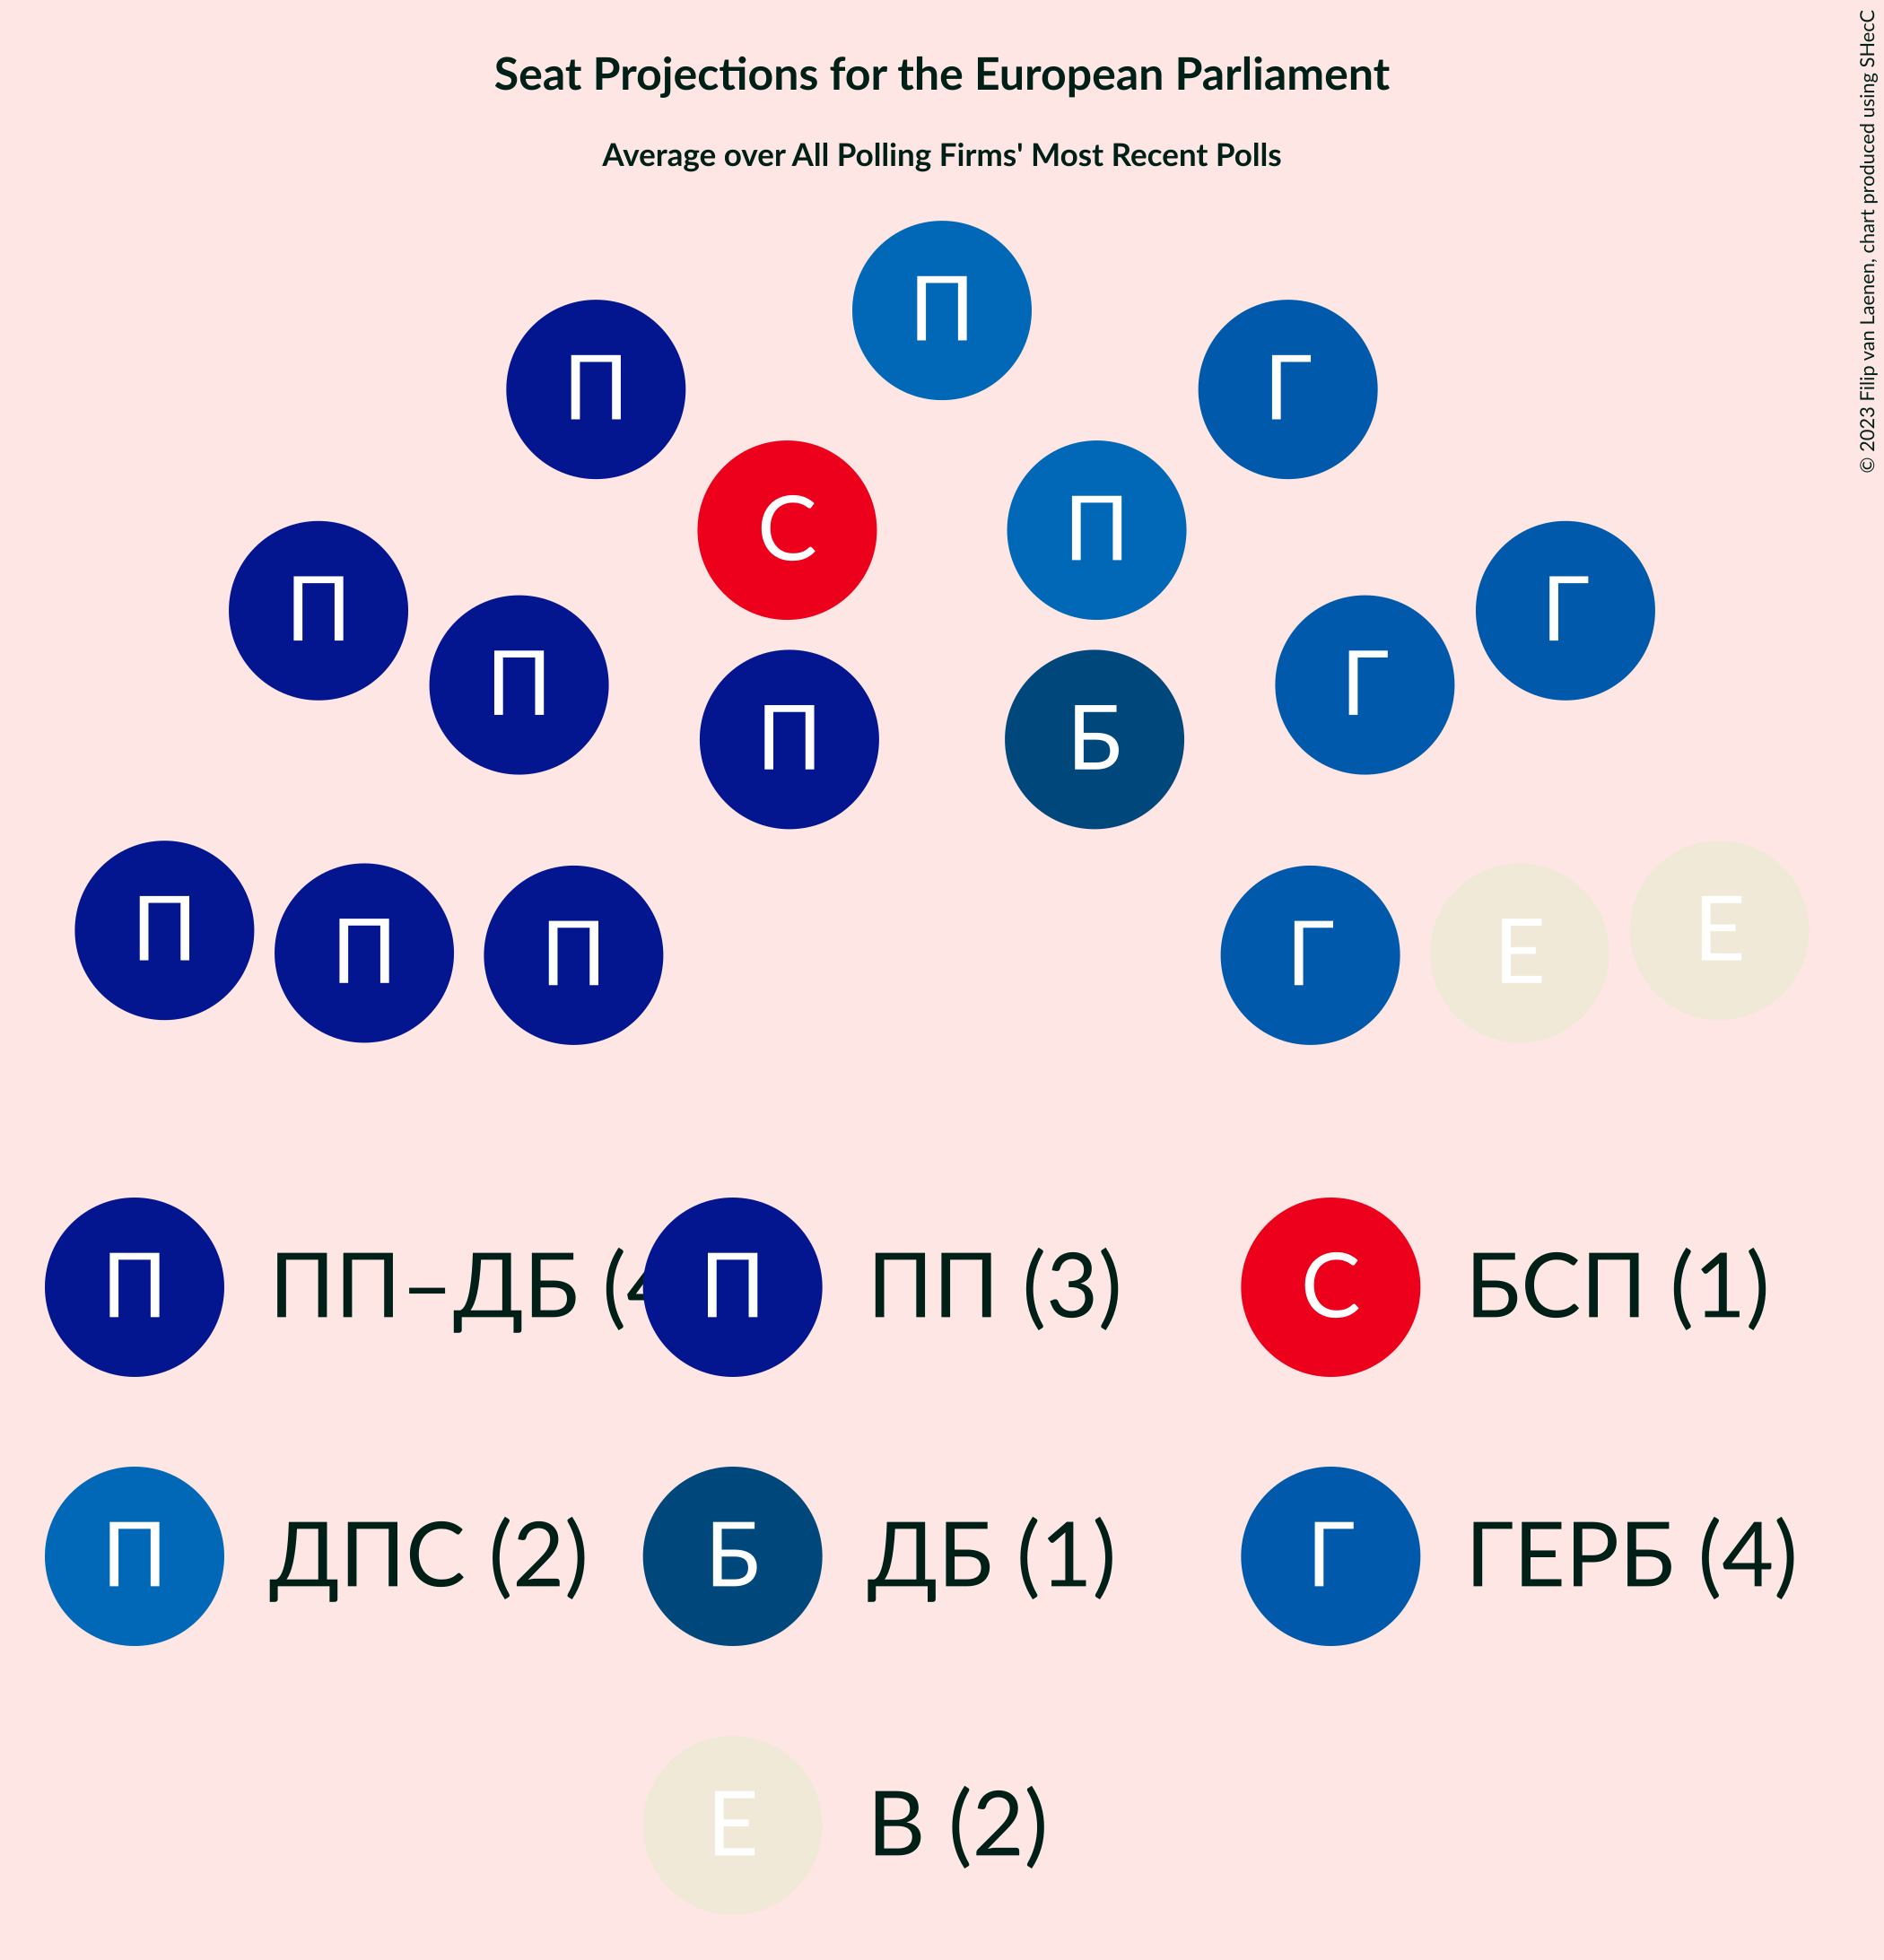 Seat Projections for the European Parliament
Average over All Polling Firms' Most Recent Polls
© 2023 Filip van Laenen, chart produced using SHecC
П
П Г
С П
П Г
П Г
П Б
П Е
П Г
П Е
П ПП–ДБ (4 П ПП (3) С БСП (1)
П ДПС (2) Б ДБ (1) Г ГЕРБ (4)
Е В (2)